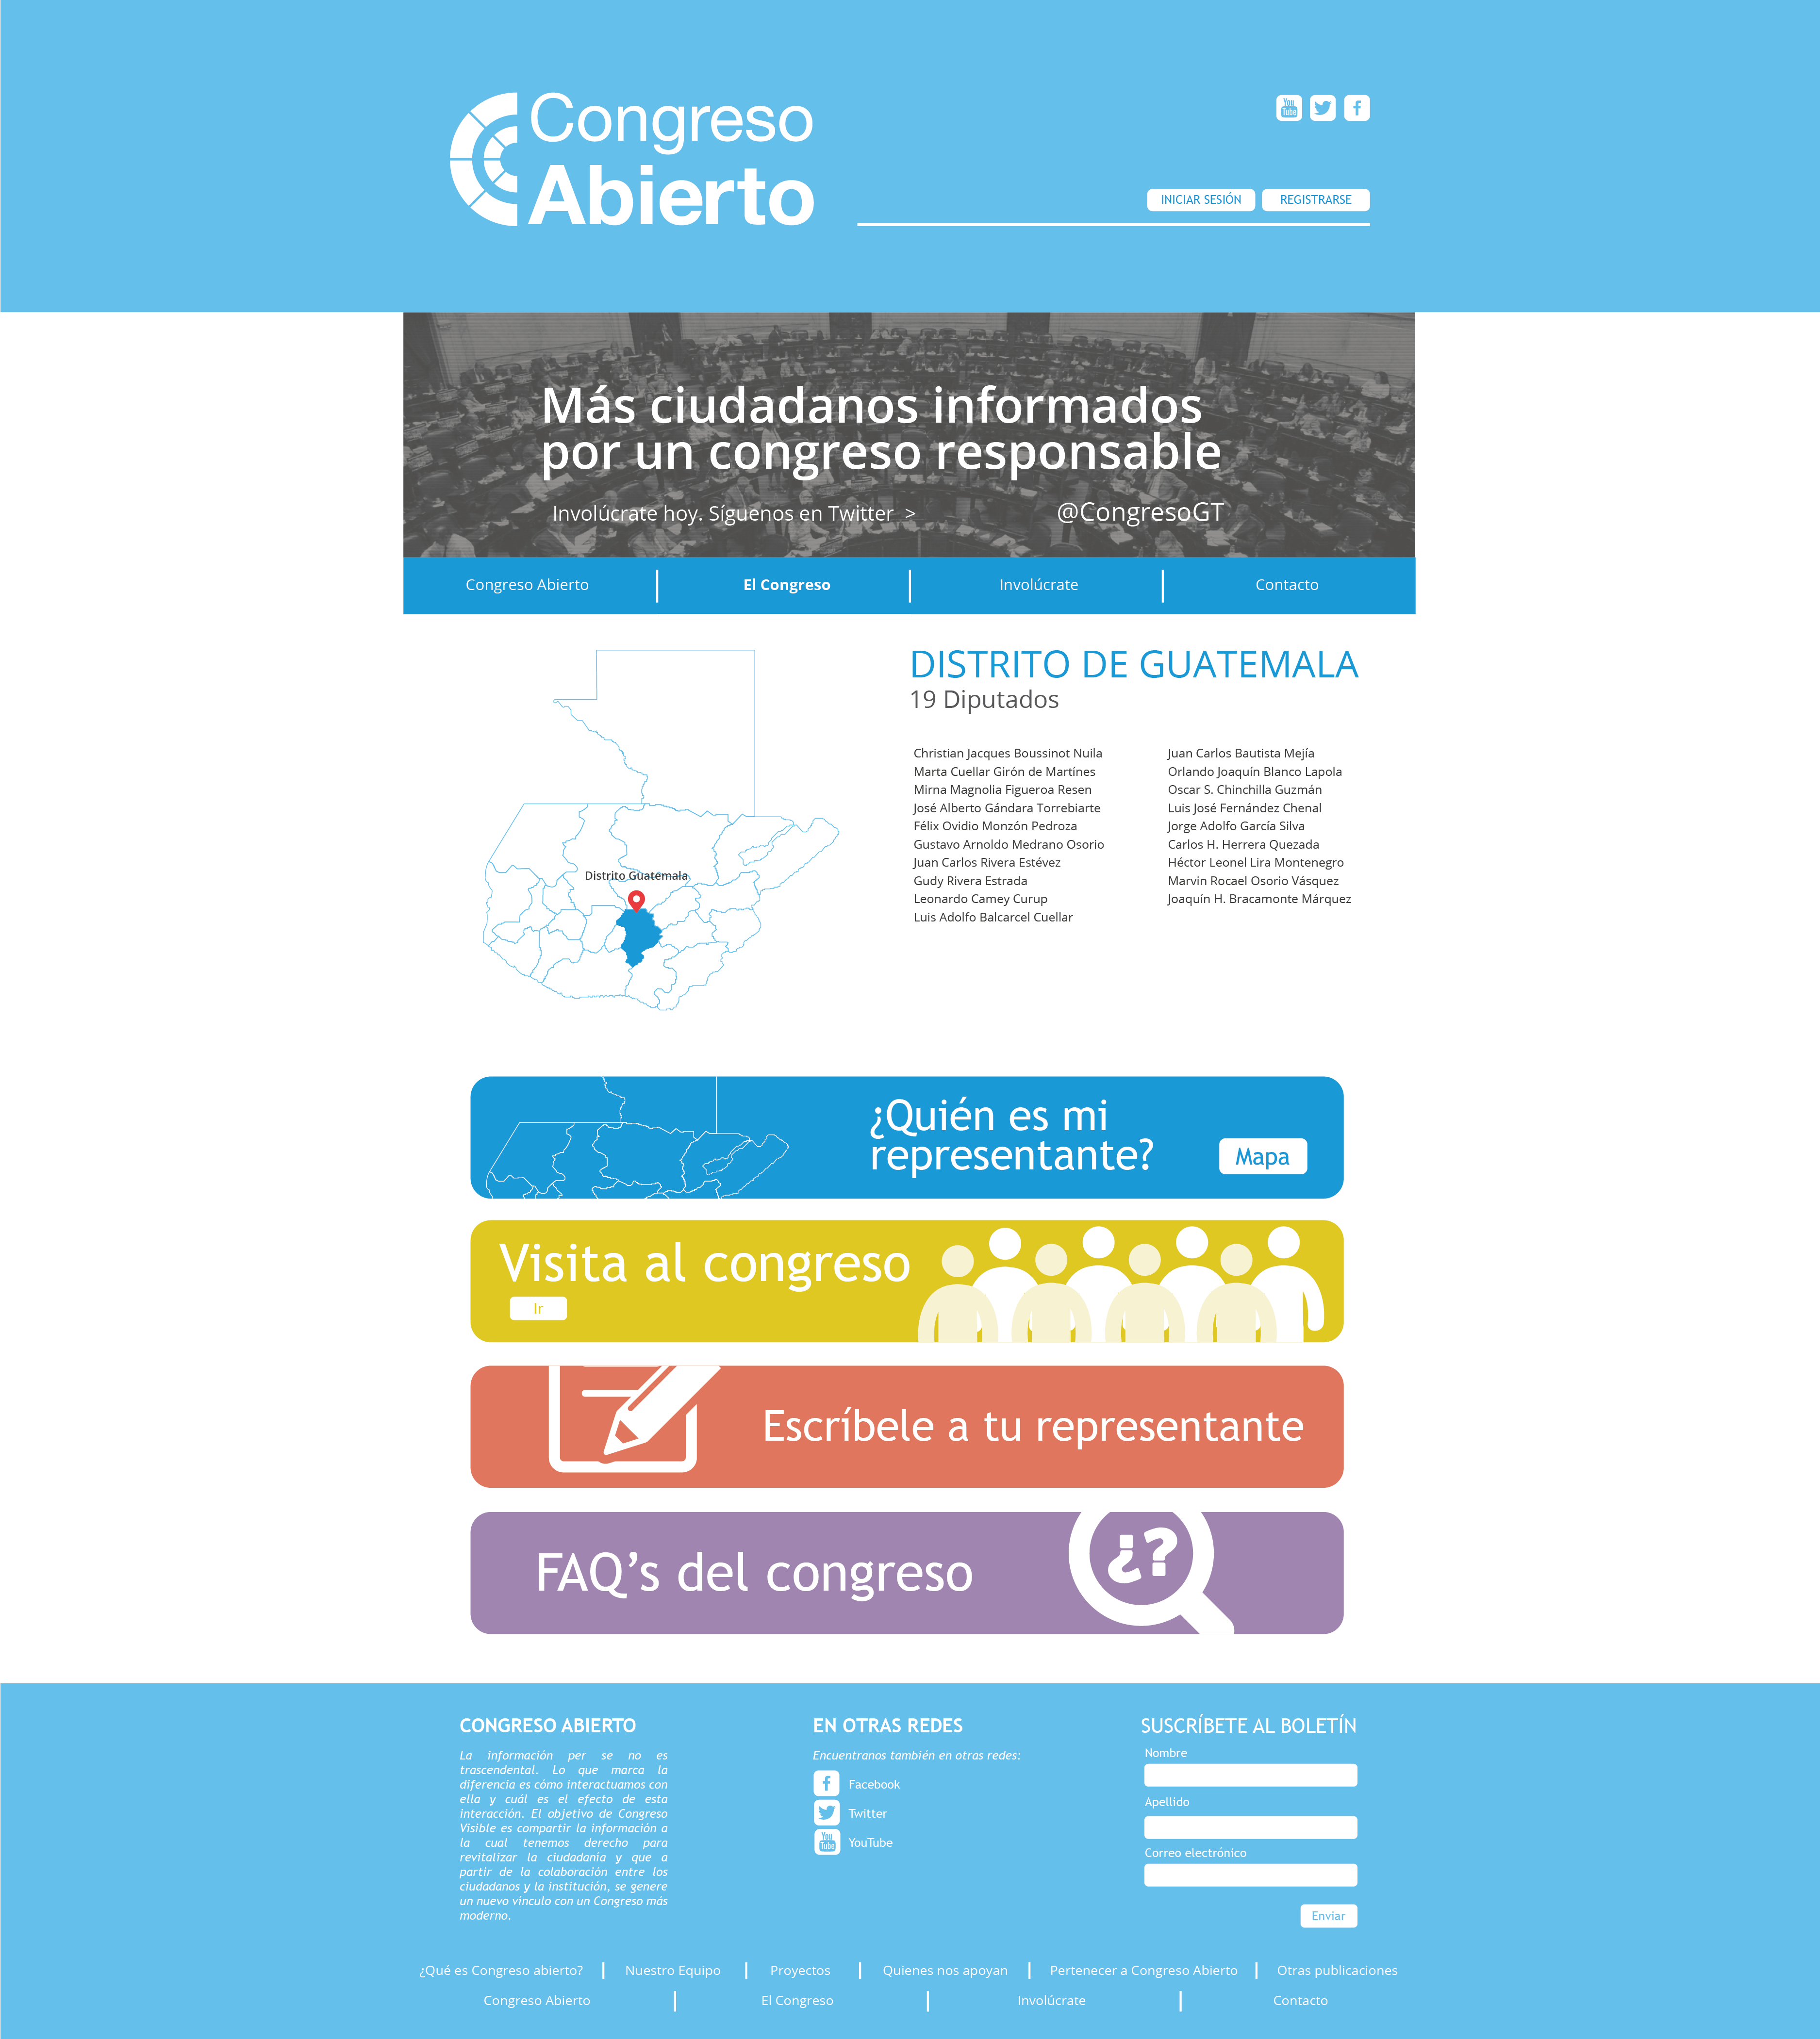 Congreso
Abierto
You
Tube
INICIAR SESIÓN
REGISTRARSE
Más ciudadanos informados
por un congreso responsable
Involúcrate hoy. Síguenos en Twitter >
@CongresoGT
Congreso Abierto
El Congreso
Involúcrate
Contacto
Distrito Guatemala
DISTRITO DE GUATEMALA
19 Diputados
Christian Jacques Boussinot Nuila
Marta Cuellar Girón de Martínes
Mirna Magnolia Figueroa Resen
José Alberto Gándara Torrebiarte
Félix Ovidio Monzón Pedroza
Gustavo Arnoldo Medrano Osorio
Juan Carlos Rivera Estévez
Gudy Rivera Estrada
Leonardo Camey Curup
Luis Adolfo Balcarcel Cuellar
Juan Carlos Bautista Mejía
Orlando Joaquín Blanco Lapola
Oscar S. Chinchilla Guzmán
Luis José Fernández Chenal
Jorge Adolfo García Silva
Carlos H. Herrera Quezada
Héctor Leonel Lira Montenegro
Marvin Rocael Osorio Vásquez
Joaquín H. Bracamonte Márquez
¿Quién es mi
representante?
Mapa
Visita al congreso
Ir
Escríbele a tu representante
FAQ’s del congreso
¿?
CONGRESO ABIERTO
La información per se no es
trascendental. Lo que marca la
diferencia es cómo interactuamos con
ella y cuál es el efecto de esta
interacción. El objetivo de Congreso
Visible es compartir la información a
la cual tenemos derecho para
revitalizar la ciudadanía y que a
partir de la colaboración entre los
ciudadanos y la institución, se genere
un nuevo vínculo con un Congreso más
moderno.
EN OTRAS REDES
Encuentranos también en otras redes:
Facebook
Twitter
You
Tube
YouTube
SUSCRÍBETE AL BOLETÍN
Nombre
Apellido
Correo electrónico
Enviar
¿Qué es Congreso abierto?
Nuestro Equipo
Proyectos
Quienes nos apoyan
Pertenecer a Congreso Abierto
Otras publicaciones
Congreso Abierto
El Congreso
Involúcrate
Contacto